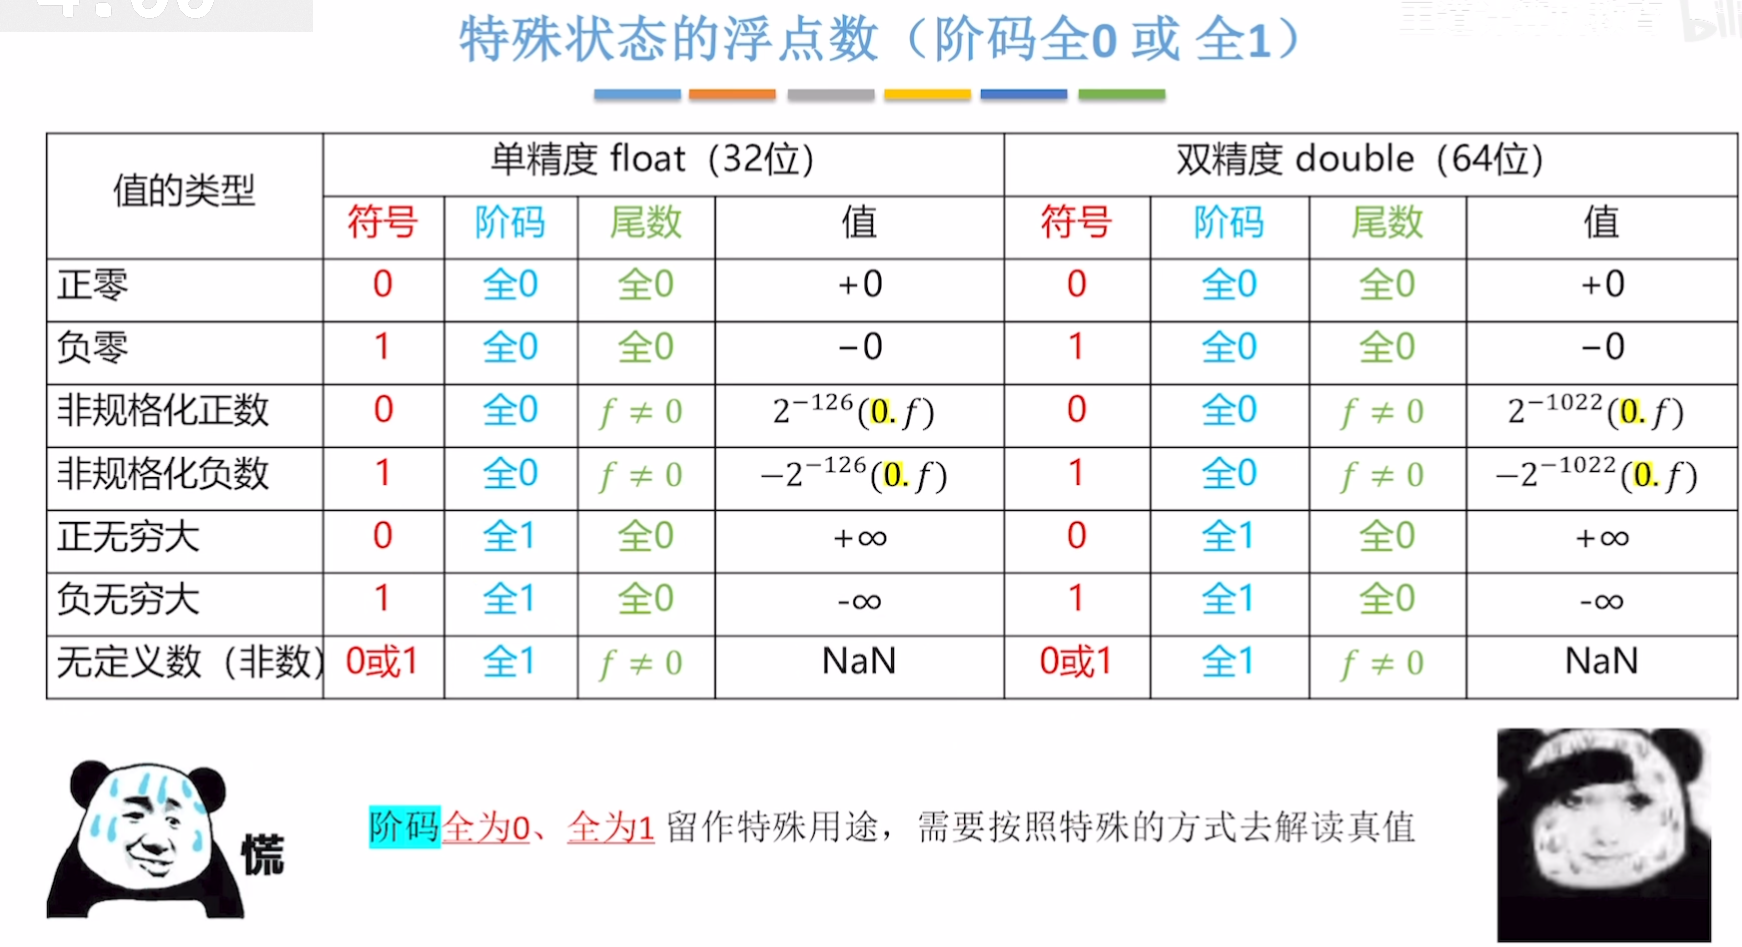 特殊状态的浮点数（阶码全0 或 全1）
值的类型 单精度 float（32位） 双精度 double（64位）
符号 阶码 尾数 值 符号 阶码 尾数 值
正零 0 全0 全0 +0 0 全0 全0 +0
负零 1 全0 全0 −0 1 全0 全0 −0
非规格化正数 0 全0 f ≠ 0 2⁻¹²⁶(0.f) 0 全0 f ≠ 0 2⁻¹⁰²²(0.f)
非规格化负数 1 全0 f ≠ 0 −2⁻¹²⁶(0.f) 1 全0 f ≠ 0 −2⁻¹⁰²²(0.f)
正无穷大 0 全1 全0 +∞ 0 全1 全0 +∞
负无穷大 1 全1 全0 -∞ 1 全1 全0 -∞
无定义数（非数） 0或1 全1 f ≠ 0 NaN 0或1 全1 f ≠ 0 NaN
阶码全为0、全为1 留作特殊用途，需要按照特殊的方式去解读真值
慌